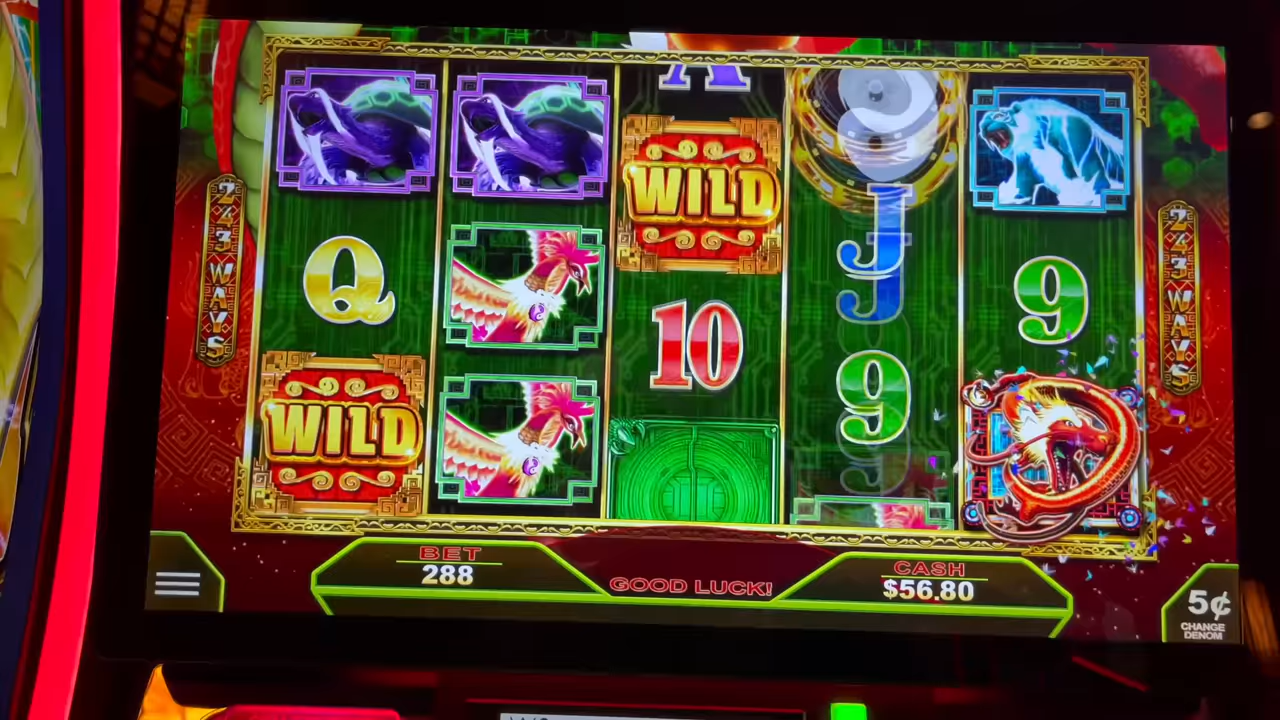 A
WILD
J
J
Q
10
9
9
WILD
243 WAYS
243 WAYS
BET
288
GOOD LUCK!
CASH
$56.80
5¢
CHANGE
DENOM